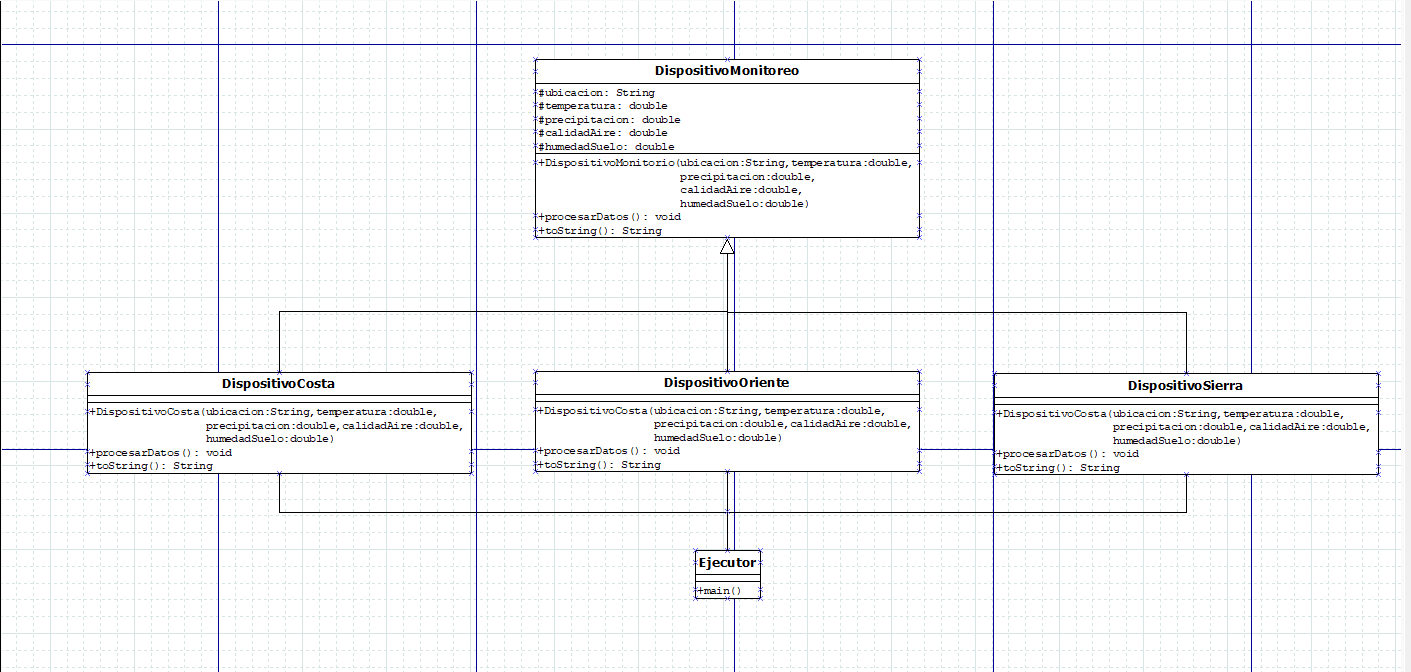 DispositivoMonitoreo
#ubicacion: String
#temperatura: double
#precipitacion: double
#calidadAire: double
#humedadSuelo: double
+DispositivoMonitorio(ubicacion:String,temperatura:double,
precipitacion:double,
calidadAire:double,
humedadSuelo:double)
+procesarDatos(): void
+toString(): String
DispositivoCosta
+DispositivoCosta(ubicacion:String,temperatura:double,
precipitacion:double,calidadAire:double,
humedadSuelo:double)
+procesarDatos(): void
+toString(): String
DispositivoOriente
+DispositivoCosta(ubicacion:String,temperatura:double,
precipitacion:double,calidadAire:double,
humedadSuelo:double)
+procesarDatos(): void
+toString(): String
DispositivoSierra
+DispositivoCosta(ubicacion:String,temperatura:double,
precipitacion:double,calidadAire:double,
humedadSuelo:double)
+procesarDatos(): void
+toString(): String
Ejecutor
+main()